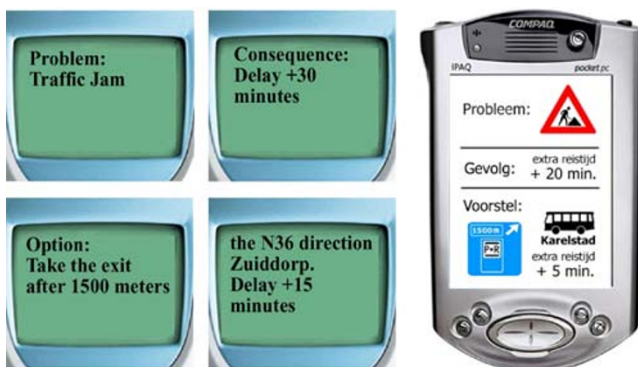 Problem:
Traffic Jam
Consequence:
Delay +30
minutes
Option:
Take the exit
after 1500 meters
the N36 direction
Zuiddorp.
Delay +15
minutes
COMPAQ
iPAQ
pocket pc
Probleem:
Gevolg:
extra reistijd
+ 20 min.
Voorstel:
1500m
P+R
Karelstad
extra reistijd
+ 5 min.